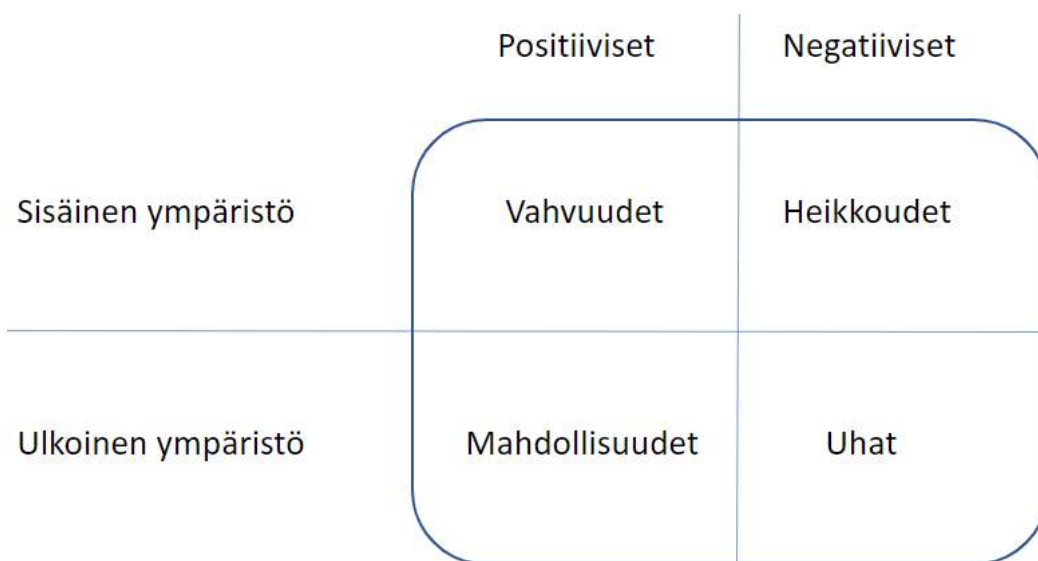 Positiiviset Negatiiviset
Sisäinen ympäristö Vahvuudet Heikkoudet
Ulkoinen ympäristö Mahdollisuudet Uhat